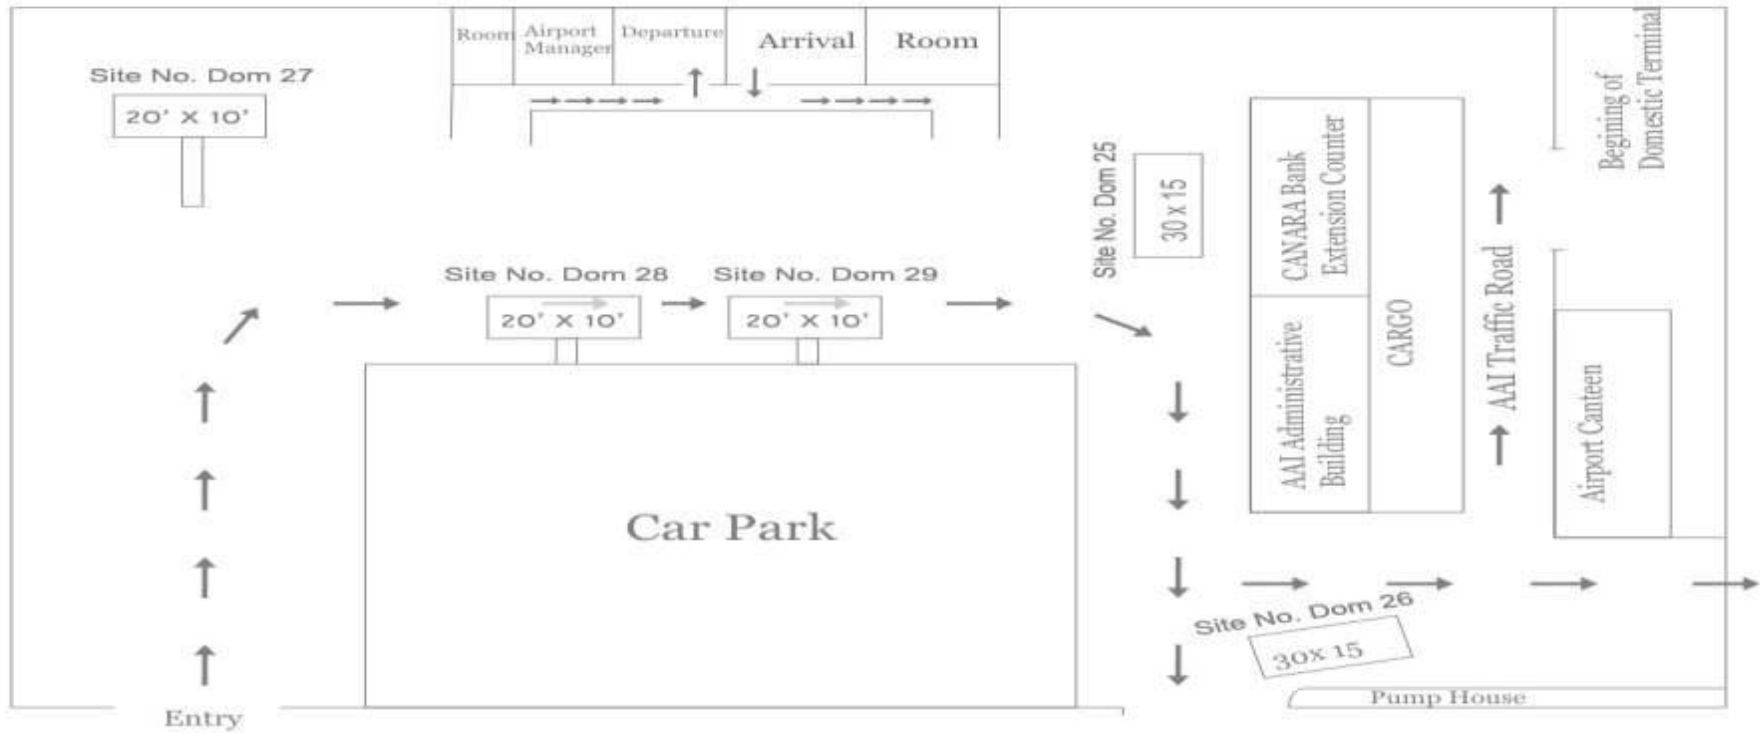 Room
Airport
Manager
Departure
Arrival
Room
Site No. Dom 27
20' X 10'
Site No. Dom 28
20' X 10'
Site No. Dom 29
20' X 10'
Site No. Dom 25
30 x 15
CANARA Bank
Extension Counter
AAI Administrative
Building
CARGO
AAI Traffic Road
Begining of
Domestic Terminal
Airport Canteen
Car Park
Site No. Dom 26
30x 15
Pump House
Entry